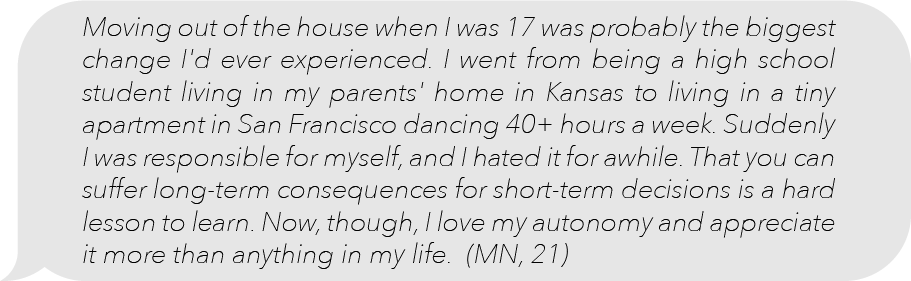 Moving out of the house when I was 17 was probably the biggest
change I'd ever experienced. I went from being a high school
student living in my parents' home in Kansas to living in a tiny
apartment in San Francisco dancing 40+ hours a week. Suddenly
I was responsible for myself, and I hated it for awhile. That you can
suffer long-term consequences for short-term decisions is a hard
lesson to learn. Now, though, I love my autonomy and appreciate
it more than anything in my life. (MN, 21)